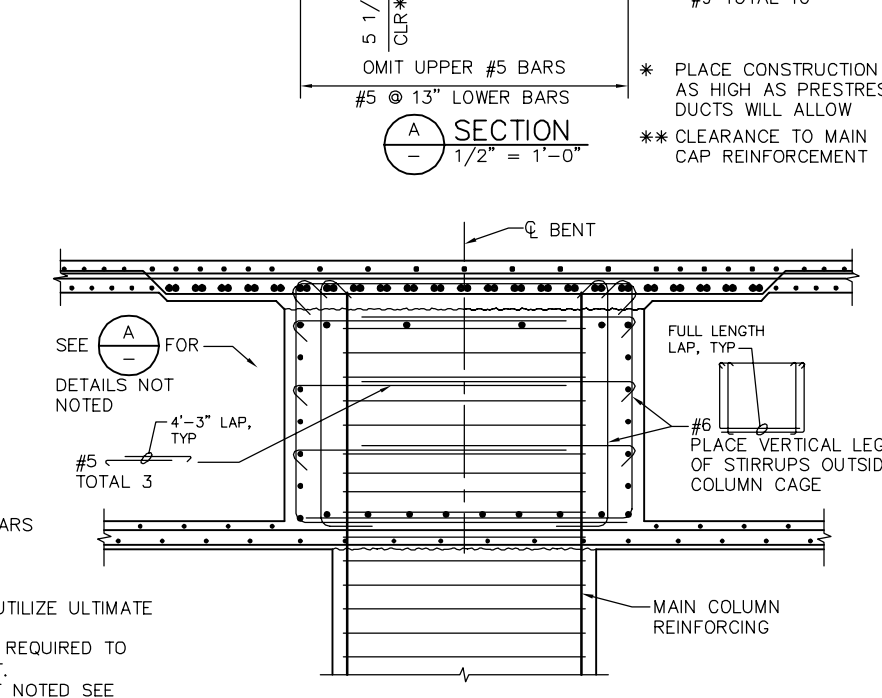 5 1/
CLR*
OMIT UPPER #5 BARS
#5 @ 13" LOWER BARS
A
–
SECTION
1/2" = 1'-0"
* PLACE CONSTRUCTION
AS HIGH AS PRESTRES
DUCTS WILL ALLOW
** CLEARANCE TO MAIN
CAP REINFORCEMENT
℄ BENT
SEE
A
–
FOR
DETAILS NOT
NOTED
4'-3" LAP,
TYP
#5
TOTAL 3
FULL LENGTH
LAP, TYP
#6
PLACE VERTICAL LEG
OF STIRRUPS OUTSID
COLUMN CAGE
ARS
UTILIZE ULTIMATE
REQUIRED TO
NOTED SEE
MAIN COLUMN
REINFORCING